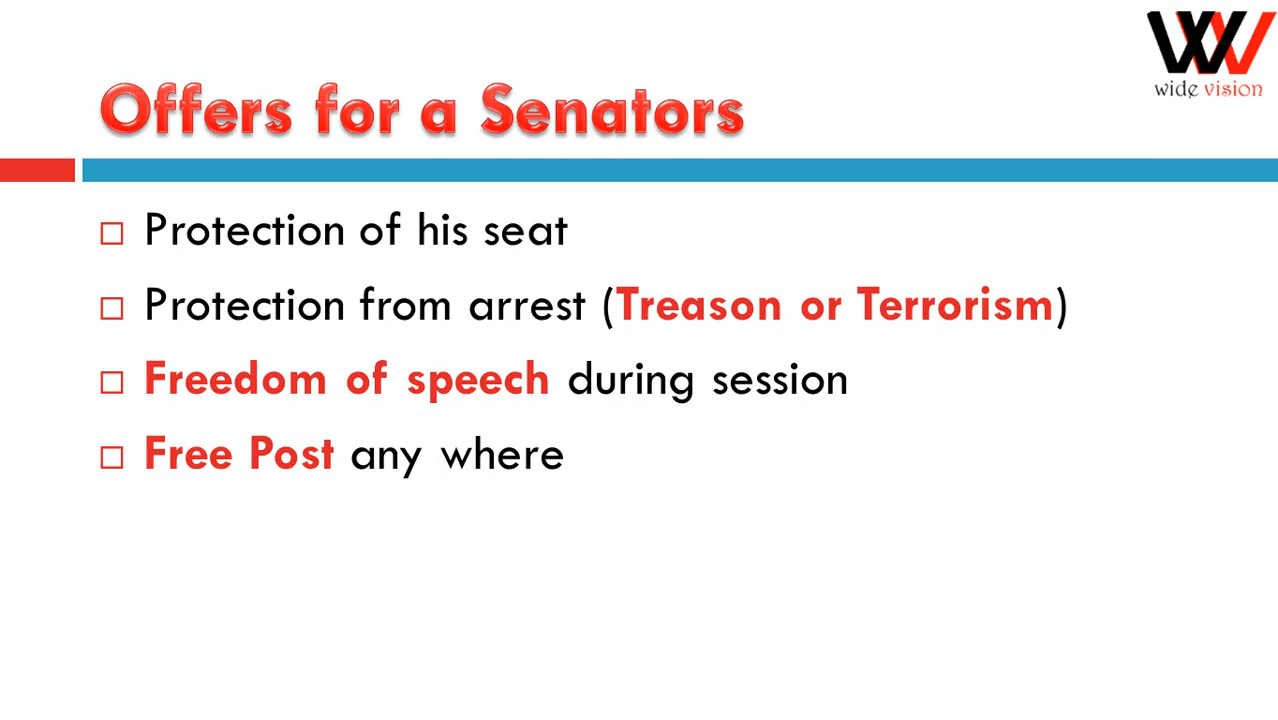 wide vision
Offers for a Senators
Protection of his seat
Protection from arrest (Treason or Terrorism)
Freedom of speech during session
Free Post any where